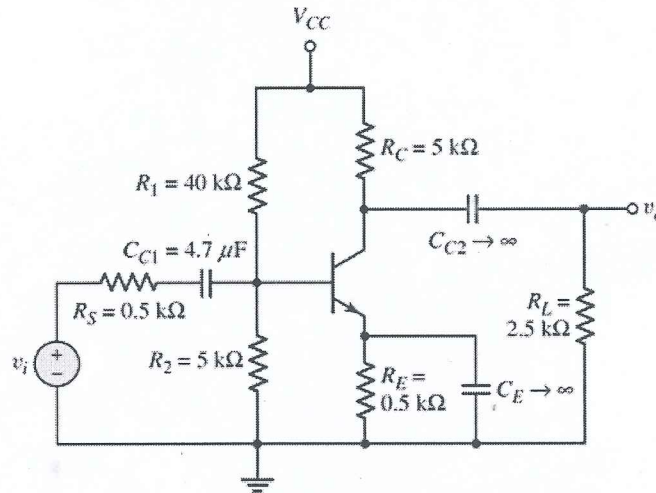 V_CC
R_C = 5 kΩ
R_1 = 40 kΩ
C_C1 = 4.7 μF
C_C2 → ∞
R_S = 0.5 kΩ
R_L =
2.5 kΩ
v_i
+
−
R_2 = 5 kΩ
R_E =
0.5 kΩ
C_E → ∞